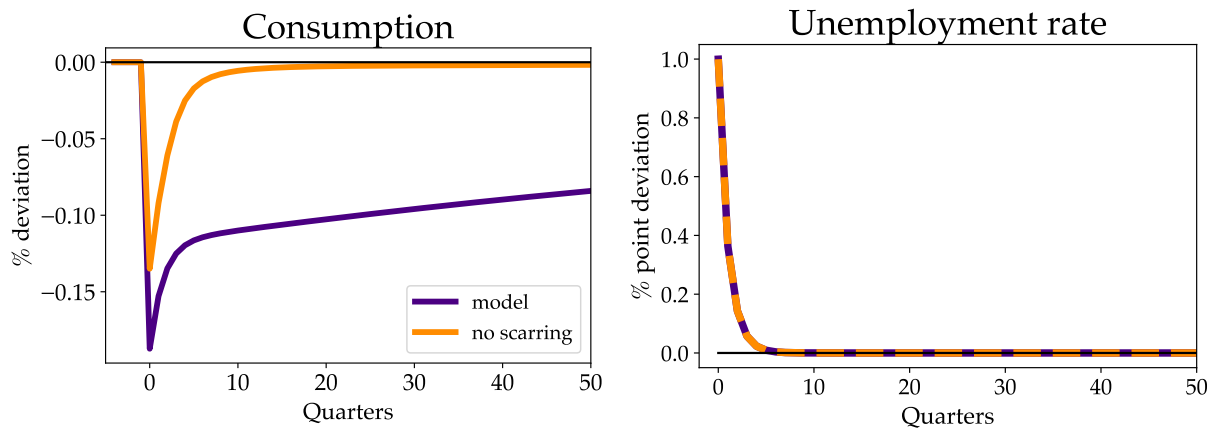 Consumption
% deviation
0.00
−0.05
−0.10
−0.15
model
no scarring
0 10 20 30 40 50
Quarters
Unemployment rate
% point deviation
1.0
0.8
0.6
0.4
0.2
0.0
0 10 20 30 40 50
Quarters